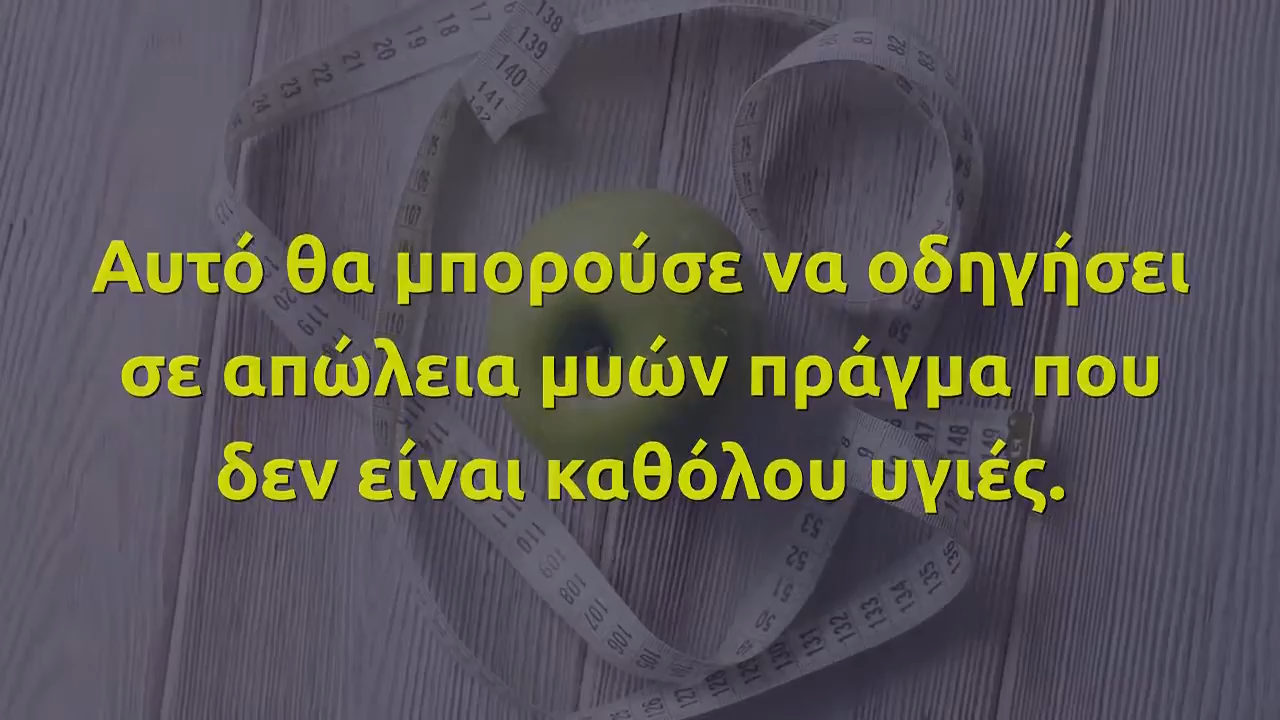 Αυτό θα μπορούσε να οδηγήσει
σε απώλεια μυών πράγμα που
δεν είναι καθόλου υγιές.